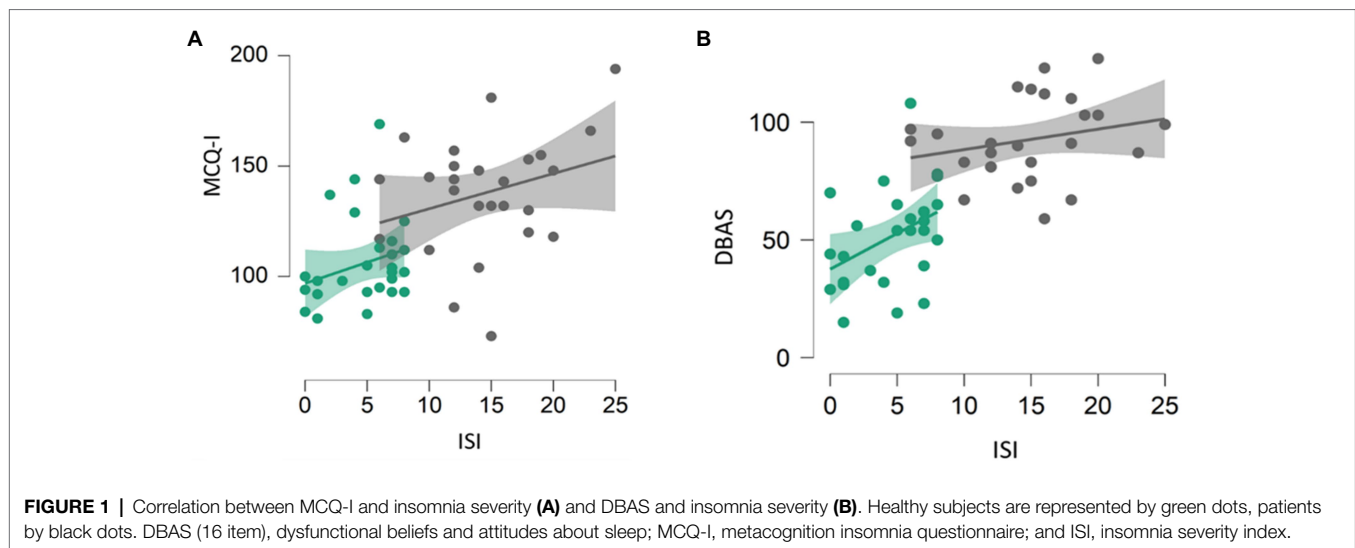 A
200
150
100
MCQ-I
0 5 10 15 20 25
ISI
B
100
50
0
DBAS
0 5 10 15 20 25
ISI
FIGURE 1 | Correlation between MCQ-I and insomnia severity (A) and DBAS and insomnia severity (B). Healthy subjects are represented by green dots, patients
by black dots. DBAS (16 item), dysfunctional beliefs and attitudes about sleep; MCQ-I, metacognition insomnia questionnaire; and ISI, insomnia severity index.